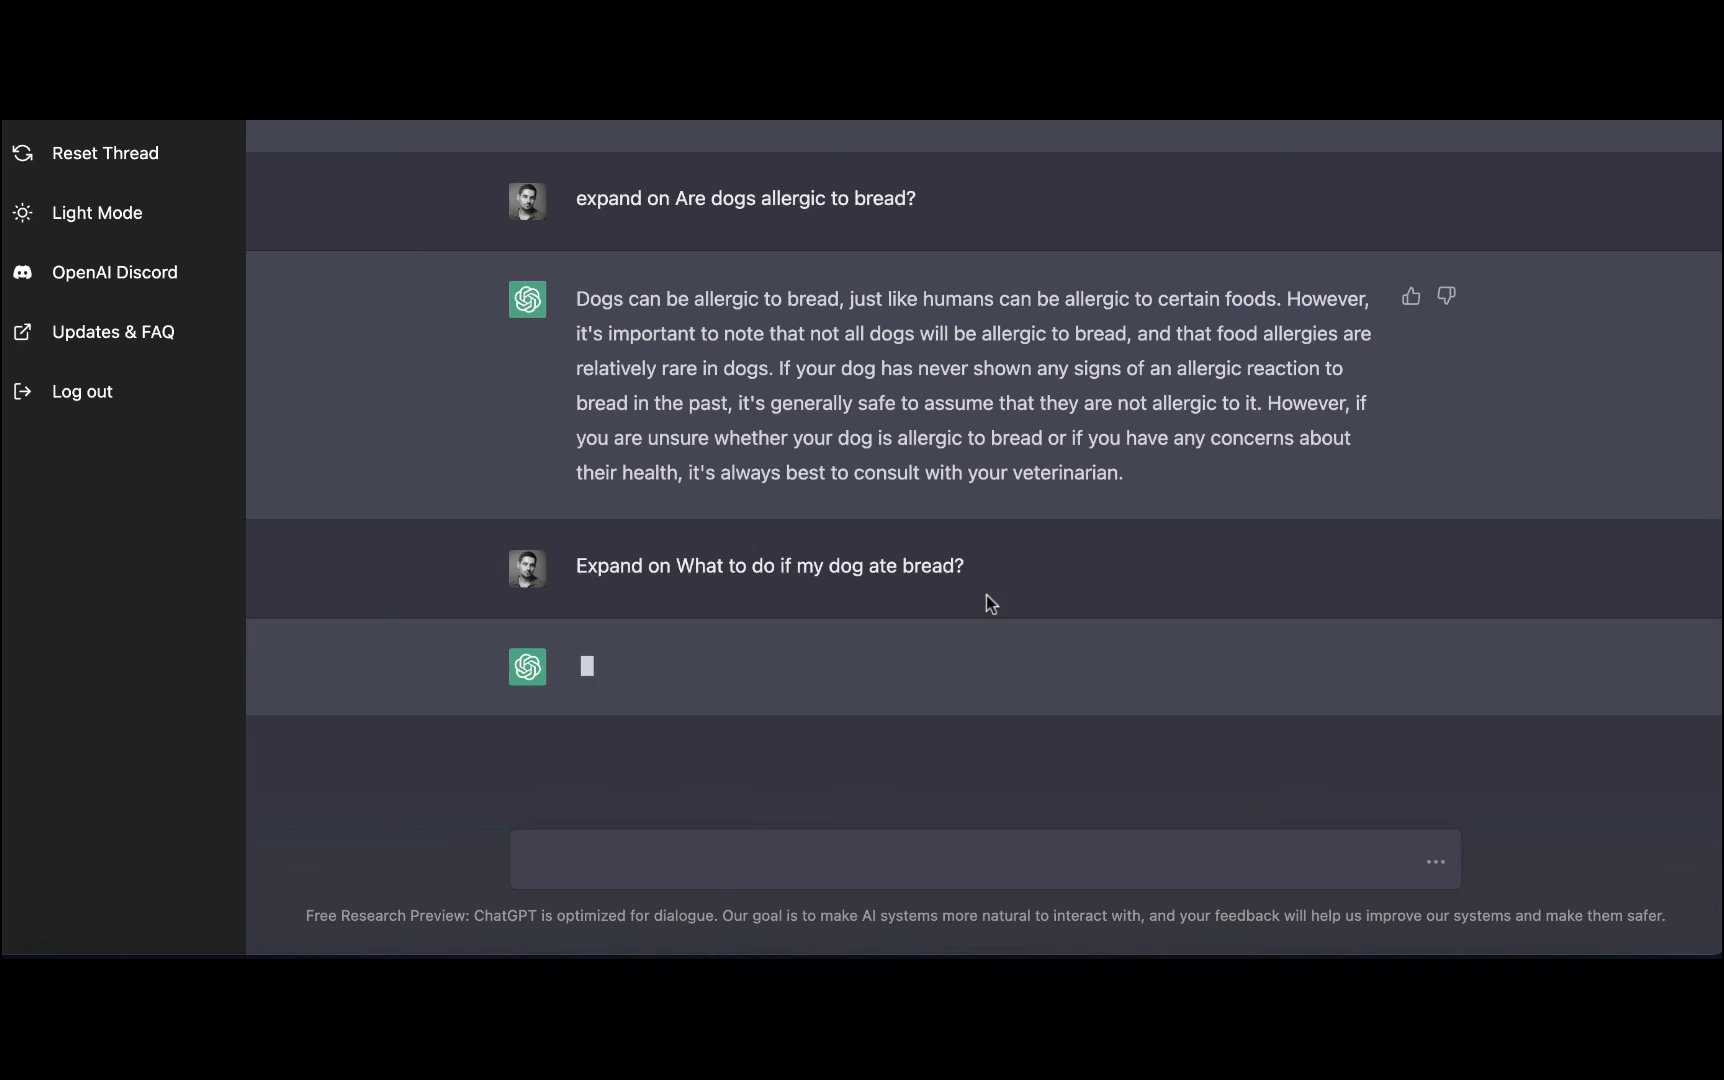 Reset Thread
Light Mode
OpenAI Discord
Updates & FAQ
Log out
expand on Are dogs allergic to bread?
Dogs can be allergic to bread, just like humans can be allergic to certain foods. However,
it's important to note that not all dogs will be allergic to bread, and that food allergies are
relatively rare in dogs. If your dog has never shown any signs of an allergic reaction to
bread in the past, it's generally safe to assume that they are not allergic to it. However, if
you are unsure whether your dog is allergic to bread or if you have any concerns about
their health, it's always best to consult with your veterinarian.
Expand on What to do if my dog ate bread?
Free Research Preview: ChatGPT is optimized for dialogue. Our goal is to make AI systems more natural to interact with, and your feedback will help us improve our systems and make them safer.